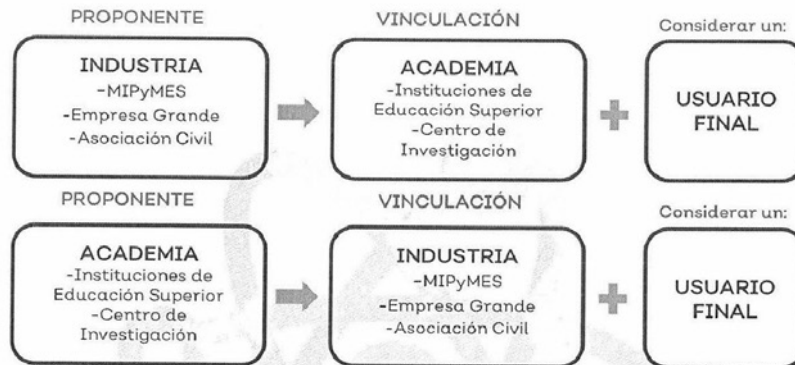 PROPONENTE
VINCULACIÓN
Considerar un:
INDUSTRIA
-MIPyMES
-Empresa Grande
-Asociación Civil
ACADEMIA
-Instituciones de
Educación Superior
-Centro de
Investigación
USUARIO
FINAL
PROPONENTE
VINCULACIÓN
Considerar un:
ACADEMIA
-Instituciones de
Educación Superior
-Centro de
Investigación
INDUSTRIA
-MIPyMES
-Empresa Grande
-Asociación Civil
USUARIO
FINAL